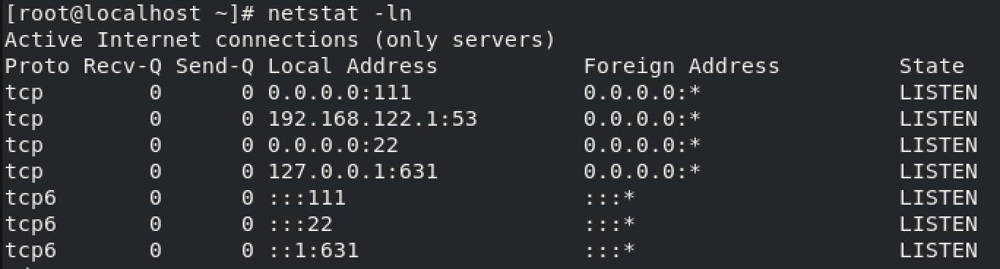 [root@localhost ~]# netstat -ln
Active Internet connections (only servers)
Proto Recv-Q Send-Q Local Address           Foreign Address         State
tcp        0      0 0.0.0.0:111             0.0.0.0:*               LISTEN
tcp        0      0 192.168.122.1:53        0.0.0.0:*               LISTEN
tcp        0      0 0.0.0.0:22              0.0.0.0:*               LISTEN
tcp        0      0 127.0.0.1:631           0.0.0.0:*               LISTEN
tcp6       0      0 :::111                  :::*                    LISTEN
tcp6       0      0 :::22                   :::*                    LISTEN
tcp6       0      0 ::1:631                 :::*                    LISTEN